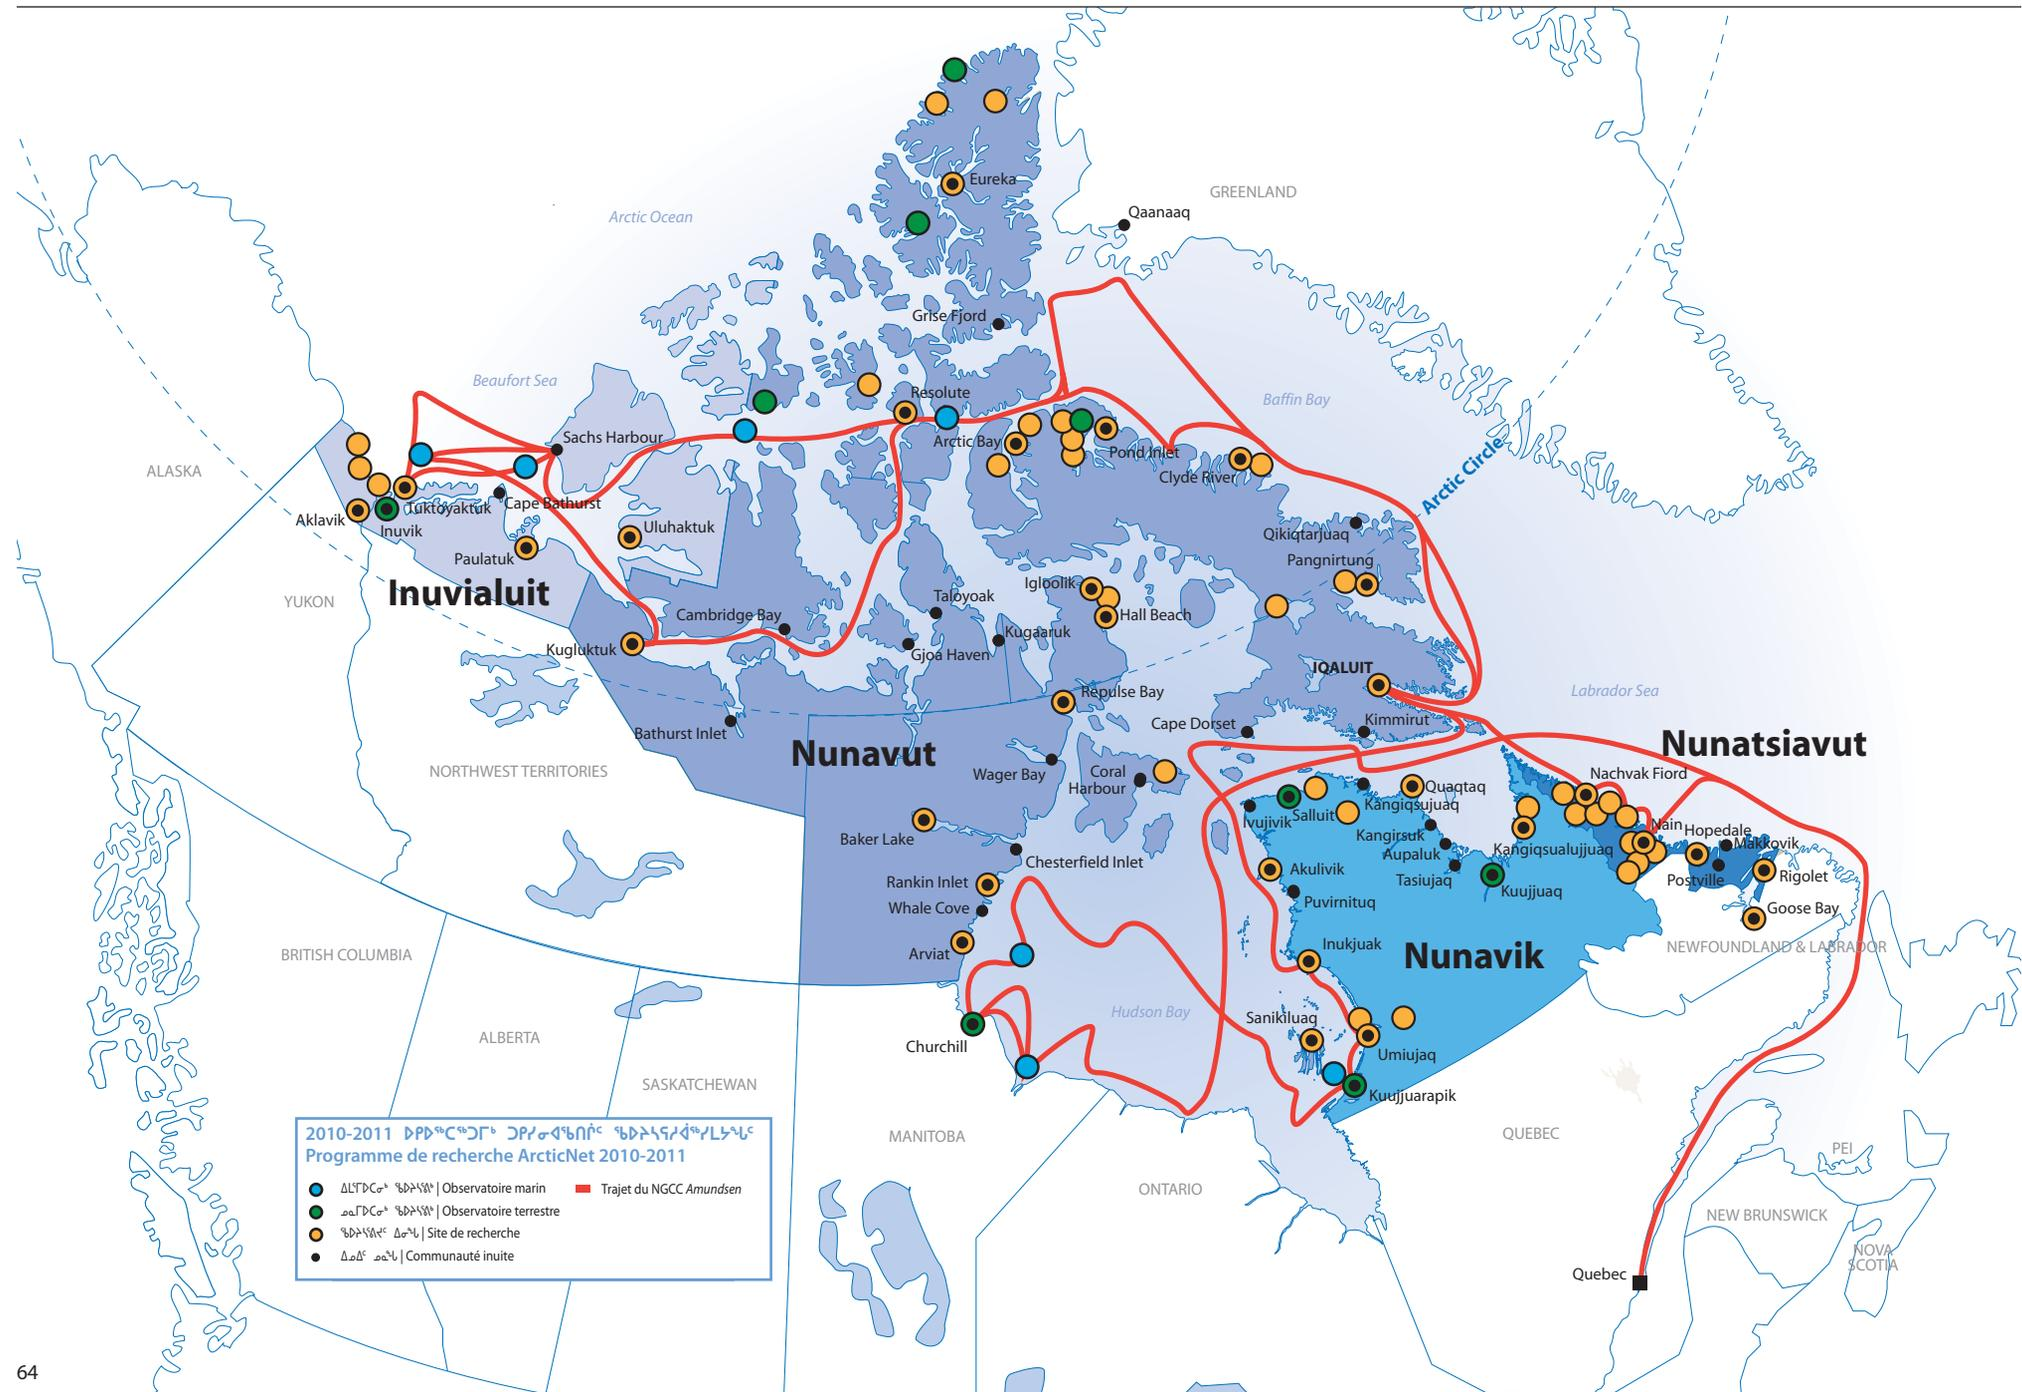 Eureka
GREENLAND
Arctic Ocean
Qaanaaq
Grise Fjord
Beaufort Sea
Resolute
Baffin Bay
Sachs Harbour
Arctic Bay
Pond Inlet
Clyde River
Arctic Circle
ALASKA
Aklavik
Tuktoyaktuk
Cape Bathurst
Inuvik
Uluhaktuk
Qikiqtarjuaq
Paulatuk
Pangnirtung
Inuvialuit
Igloolik
YUKON
Taloyoak
Cambridge Bay
Hall Beach
Kugaaruk
Kugluktuk
Gjoa Haven
IQALUIT
Repulse Bay
Labrador Sea
Cape Dorset
Kimmirut
Bathurst Inlet
Nunavut
Nunatsiavut
NORTHWEST TERRITORIES
Wager Bay
Coral
Harbour
Nachvak Fiord
Quaqtaq
Kangiqsujuaq
Salluit
Ivujivik
Kangirsuk
Nain
Hopedale
Baker Lake
Makkovik
Aupaluk
Kangiqsualujjuaq
Chesterfield Inlet
Akulivik
Tasiujaq
Postville
Rigolet
Rankin Inlet
Kuujjuaq
Puvirnituq
Whale Cove
Goose Bay
Inukjuak
NEWFOUNDLAND & LABRADOR
BRITISH COLUMBIA
Arviat
Nunavik
Hudson Bay
Sanikiluaq
ALBERTA
Churchill
Umiujaq
SASKATCHEWAN
Kuujjuarapik
MANITOBA
QUEBEC
PEI
ONTARIO
NEW BRUNSWICK
NOVA
SCOTIA
Quebec
2010-2011
Programme de recherche ArcticNet 2010-2011
| Observatoire marin
Trajet du NGCC Amundsen
| Observatoire terrestre
| Site de recherche
| Communauté inuite
64